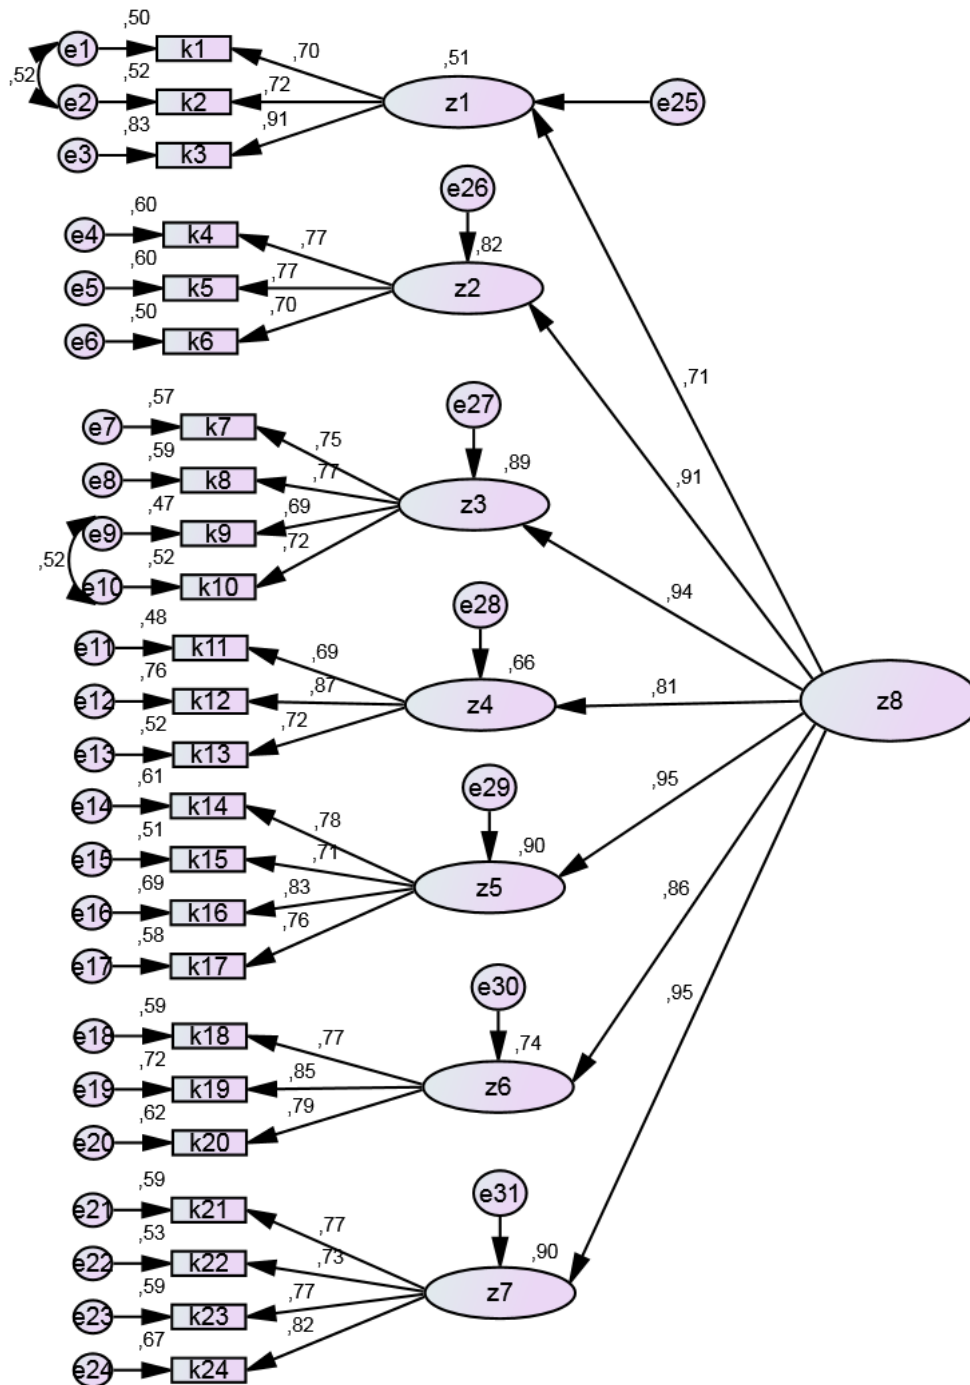 ,50
e1 k1 ,70 ,51
,52 ,52
e2 k2 ,72 z1 e25
,83 ,91
e3 k3
e26
,60
e4 k4 ,77 ,82
,60 ,77
e5 k5 z2
,50 ,70
e6 k6
,71
,57 e27
e7 k7 ,75
,59 ,77 ,89 ,91
e8 k8
,47 ,69 z3
e9 k9
,52 ,52 ,72
e10 k10 ,94
,48 e28
e11 k11 ,69 ,66
,76 ,87 ,81
e12 k12 z4 z8
,52 ,72
e13 k13
,61 e29 ,95
e14 k14 ,78
,51 ,71 ,90
e15 k15
,69 ,83 z5 ,86
e16 k16
,58 ,76
e17 k17
e30 ,95
,59
e18 k18 ,77 ,74
,72 ,85
e19 k19 z6
,62 ,79
e20 k20
,59 e31
e21 k21 ,77
,53 ,73 ,90
e22 k22
,59 ,77 z7
e23 k23
,67 ,82
e24 k24